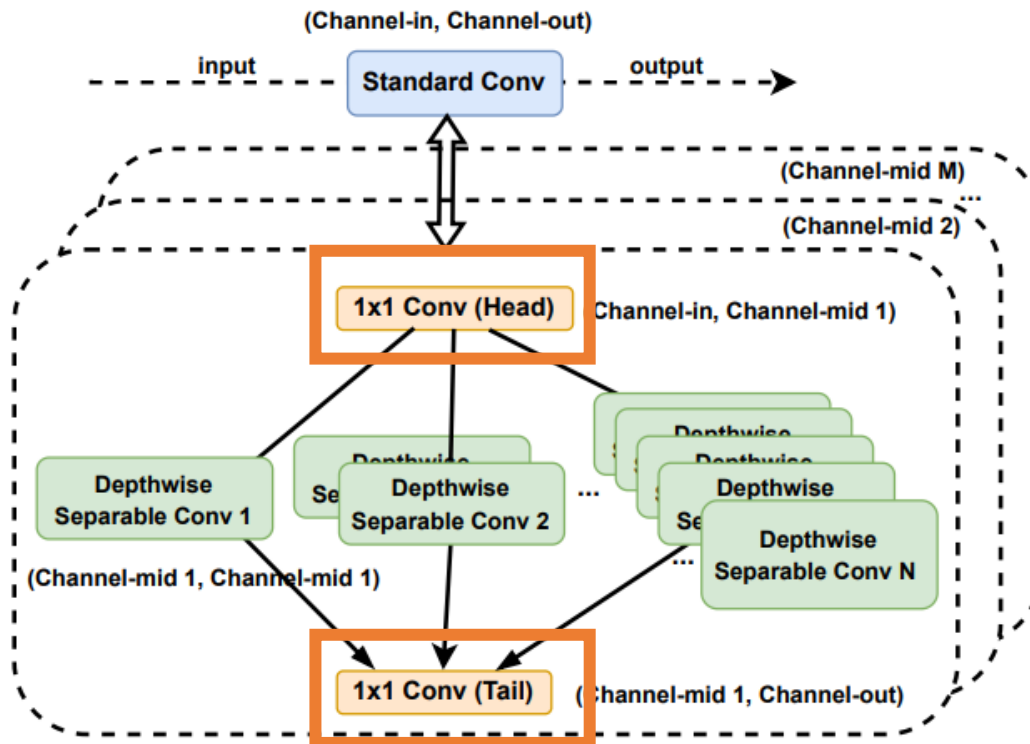 (Channel-in, Channel-out)
input
Standard Conv
output
(Channel-mid M)
...
(Channel-mid 2)
1x1 Conv (Head)
(Channel-in, Channel-mid 1)
Depthwise
Separable Conv 1
Depthwise
Depthwise
Separable Conv 2
...
Depthwise
Depthwise
Depthwise
Depthwise
Separable Conv N
...
(Channel-mid 1, Channel-mid 1)
1x1 Conv (Tail)
(Channel-mid 1, Channel-out)